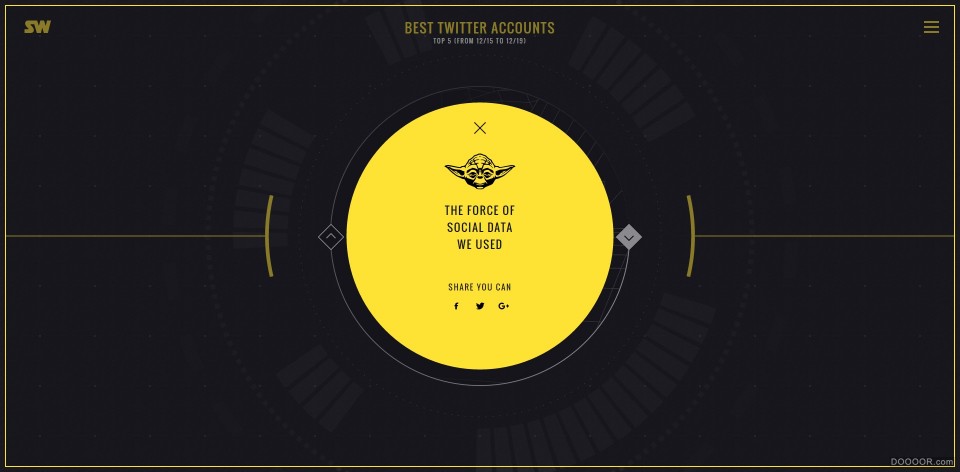 SW
BEST TWITTER ACCOUNTS
TOP 5 (FROM 12/15 TO 12/19)
THE FORCE OF
SOCIAL DATA
WE USED
SHARE YOU CAN
f G+
DOOOOR.com